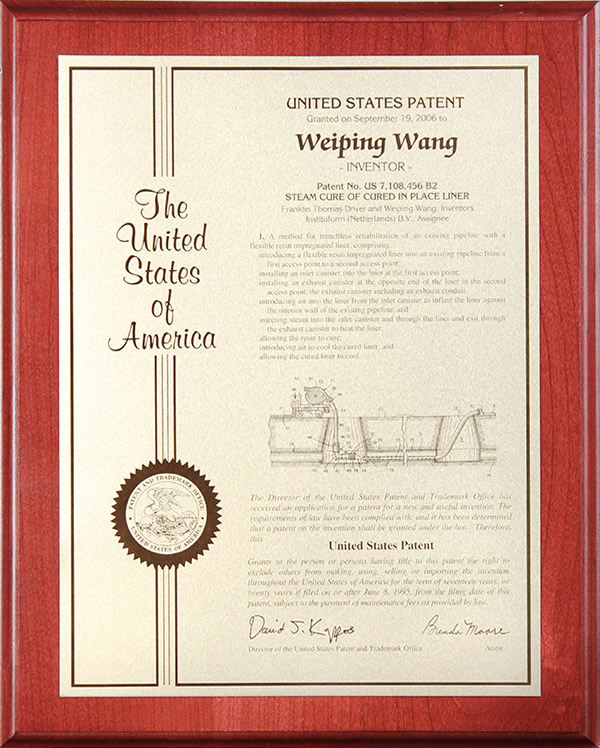 The
United
States
of
America
PATENT AND TRADEMARK OFFICE
UNITED STATES OF AMERICA
UNITED STATES PATENT
Granted on September 19, 2006 to
Weiping Wang
- INVENTOR -
Patent No. US 7,108,456 B2
STEAM CURE OF CURED IN PLACE LINER
Franklin Thomas Driver and Weiping Wang, Inventors
Instituform (Netherlands) B.V., Assignee
1. A method for trenchless rehabilitation of an existing pipeline with a
flexible resin impregnated liner, comprising:
introducing a flexible resin impregnated liner into an existing pipeline from a
first access point to a second access point;
installing an inlet canister into the liner at the first access point;
installing an exhaust canister at the opposite end of the liner in the second
access point, the exhaust canister including an exhaust conduit;
introducing air into the liner from the inlet canister to inflate the liner against
the interior wall of the existing pipeline; and
injecting steam into the inlet canister and through the liner and exit through
the exhaust canister to heat the liner;
allowing the resin to cure;
introducing air to cool the cured liner; and
allowing the cured liner to cool.
The Director of the United States Patent and Trademark Office has
received an application for a patent for a new and useful invention. The
requirements of law have been complied with, and it has been determined
that a patent on the invention shall be granted under the law. Therefore,
this
United States Patent
Grants to the person or persons having title to this patent the right to
exclude others from making, using, selling or importing the invention
throughout the United States of America for the term of seventeen years, or
twenty years if filed on or after June 8, 1995, from the filing date of this
patent, subject to the payment of maintenance fees as provided by law.
David J. Kappos
Brenda Moore
Director of the United States Patent and Trademark Office
Attest